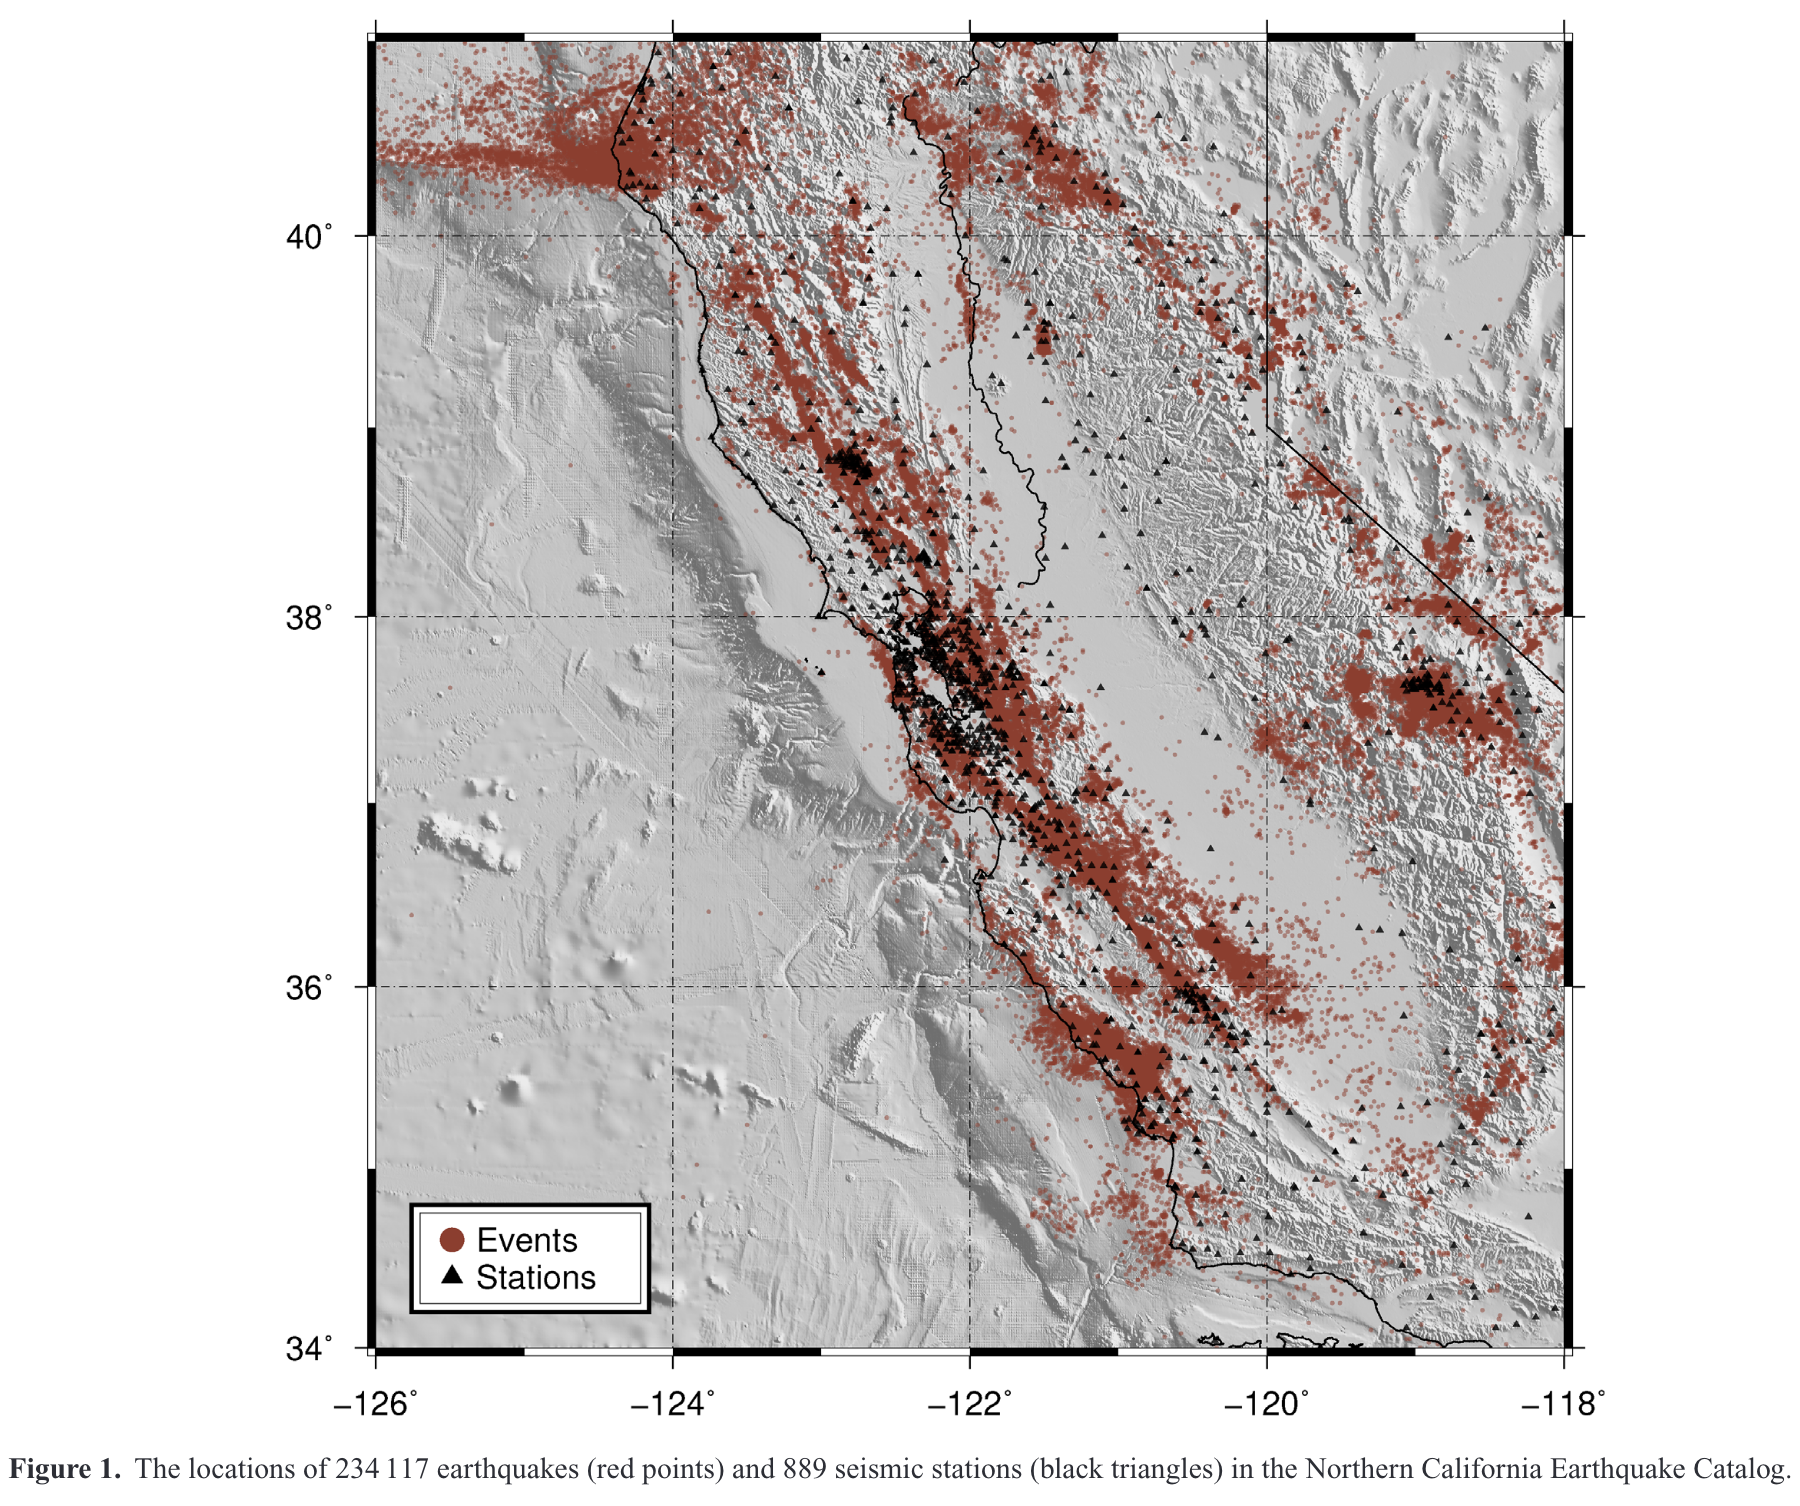 40°
38°
36°
34°
Events
Stations
−126° −124° −122° −120° −118°
Figure 1. The locations of 234 117 earthquakes (red points) and 889 seismic stations (black triangles) in the Northern California Earthquake Catalog.